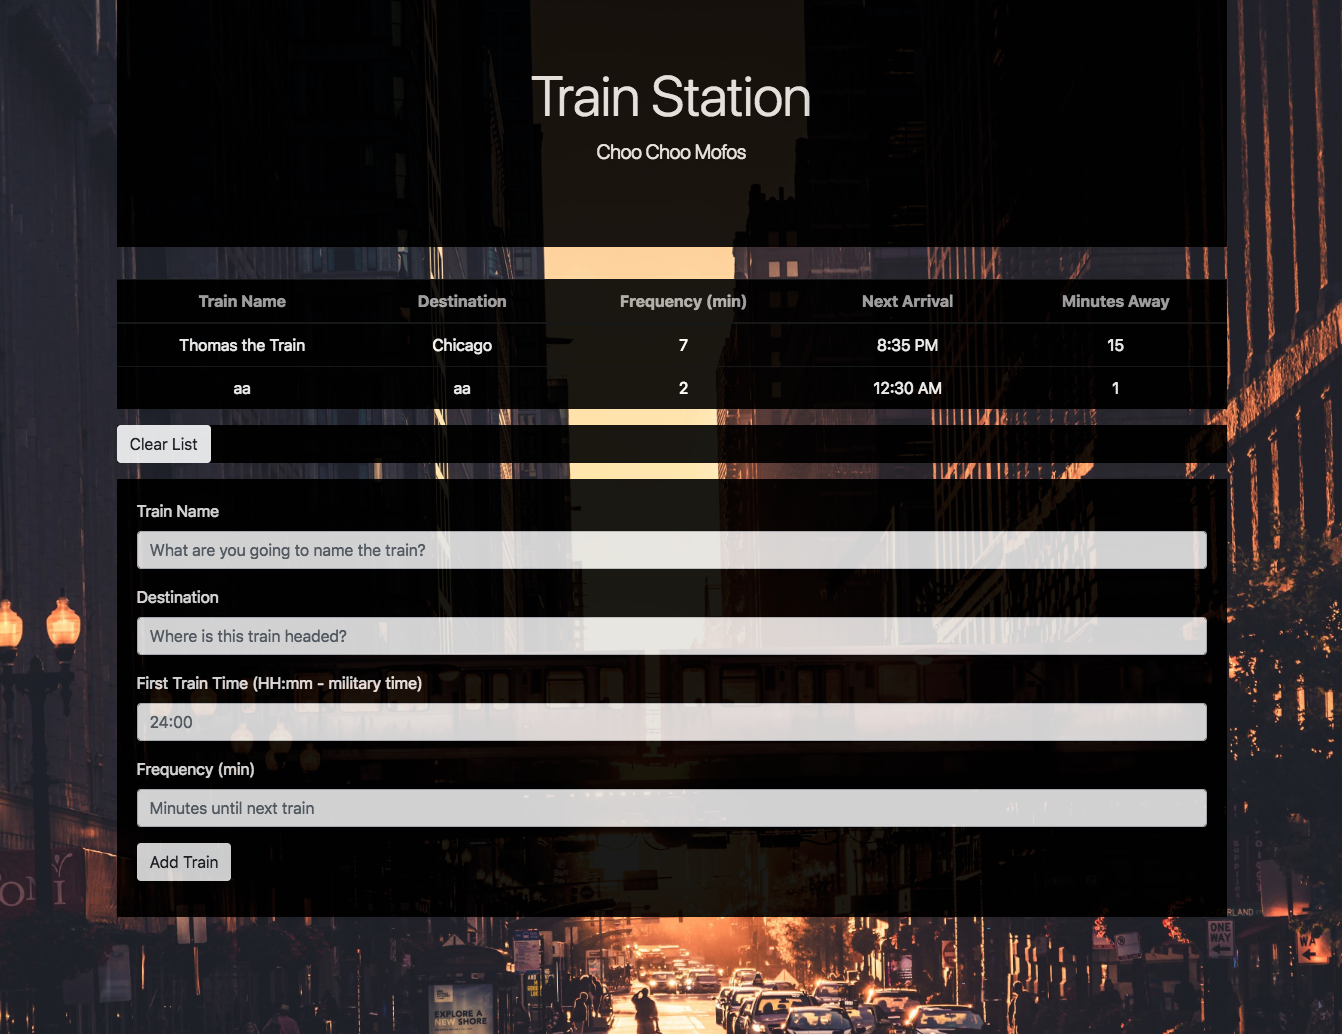 Train Station
Choo Choo Mofos
Train Name Destination Frequency (min) Next Arrival Minutes Away
Thomas the Train Chicago 7 8:35 PM 15
aa aa 2 12:30 AM 1
Clear List
Train Name
What are you going to name the train?
Destination
Where is this train headed?
First Train Time (HH:mm - military time)
24:00
Frequency (min)
Minutes until next train
Add Train
RLAND
ONE
WAY
EXPLORE A
NEW SHORE